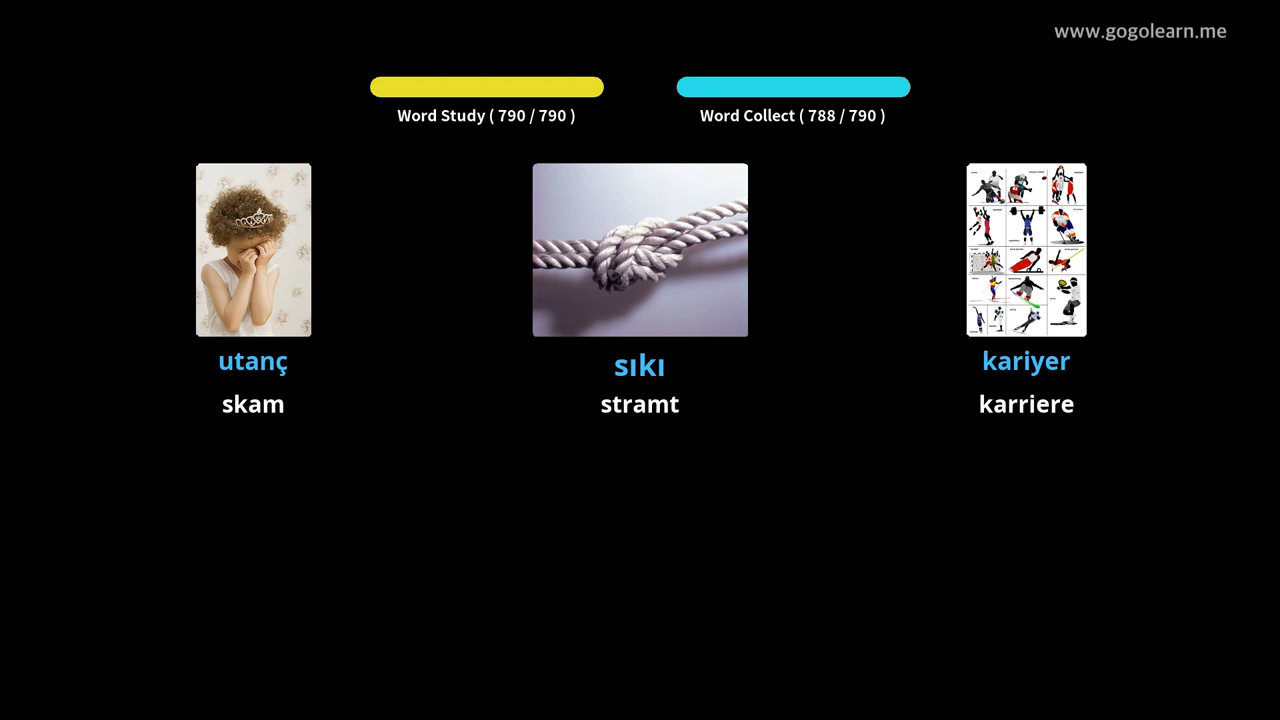 www.gogolearn.me
Word Study ( 790 / 790 )
Word Collect ( 788 / 790 )
utanç
sıkı
kariyer
skam
stramt
karriere